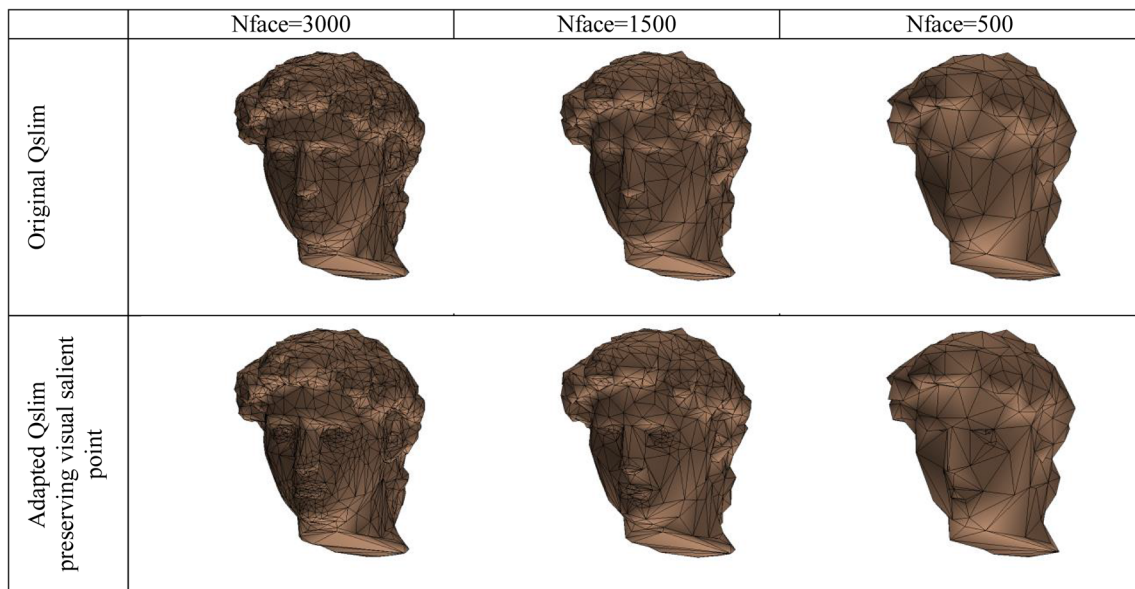 Nface=3000
Nface=1500
Nface=500
Original Qslim
Adapted Qslim
preserving visual salient
point